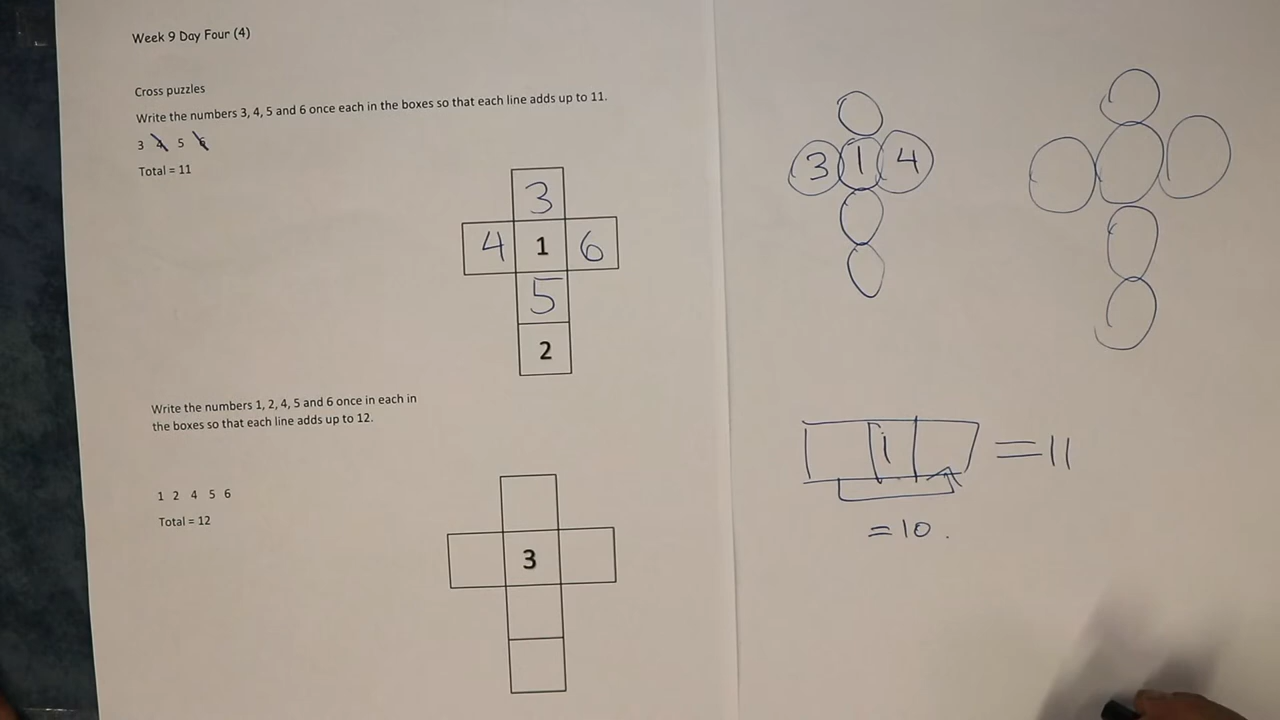 Week 9 Day Four (4)
Cross puzzles
Write the numbers 3, 4, 5 and 6 once each in the boxes so that each line adds up to 11.
3 4 5 6
Total = 11
3
4 1 6
5
2
Write the numbers 1, 2, 4, 5 and 6 once in each in
the boxes so that each line adds up to 12.
1 2 4 5 6
Total = 12
3
3 1 4
1 = 11
= 10.